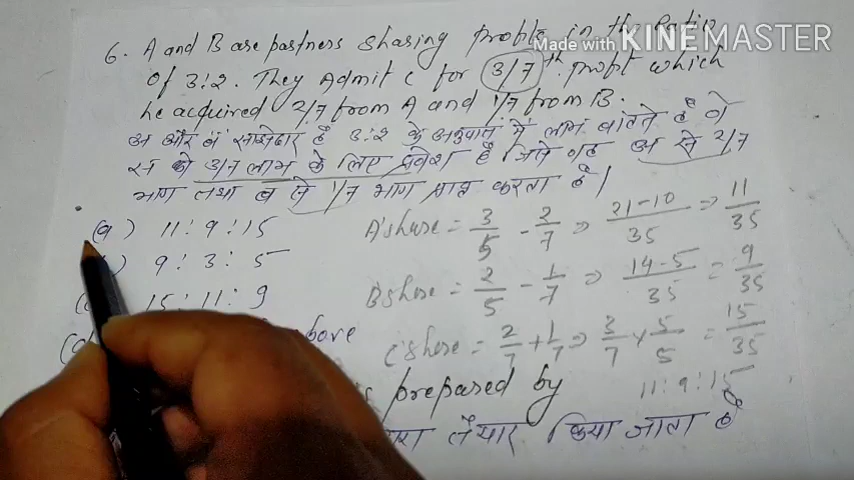 Made with KINEMASTER
6. A and B are partners sharing profits in the Ratio
of 3:2. They Admit C for 3/7th profit which
he acquired 2/7 from A and 1/7 from B.
अ और ब साझेदार है 3:2 के अनुपात में लाभ बांटते है वे
स को 3/7 लाभ के लिए प्रवेश है जिसे वह अ से 2/7
भाग तथा ब से 1/7 भाग प्राप्त करता है।
(a) 11:9:15
9:3:5
15:11:9
(d) above
A'share = 3/5 - 2/7 ⇒ 21-10/35 ⇒ 11/35
B share = 2/5 - 1/7 ⇒ 14-5/35 = 9/35
C'share = 2/7 + 1/7 ⇒ 3/7 × 5/5 = 15/35
11:9:15
is prepared by
तैयार किया जाता है